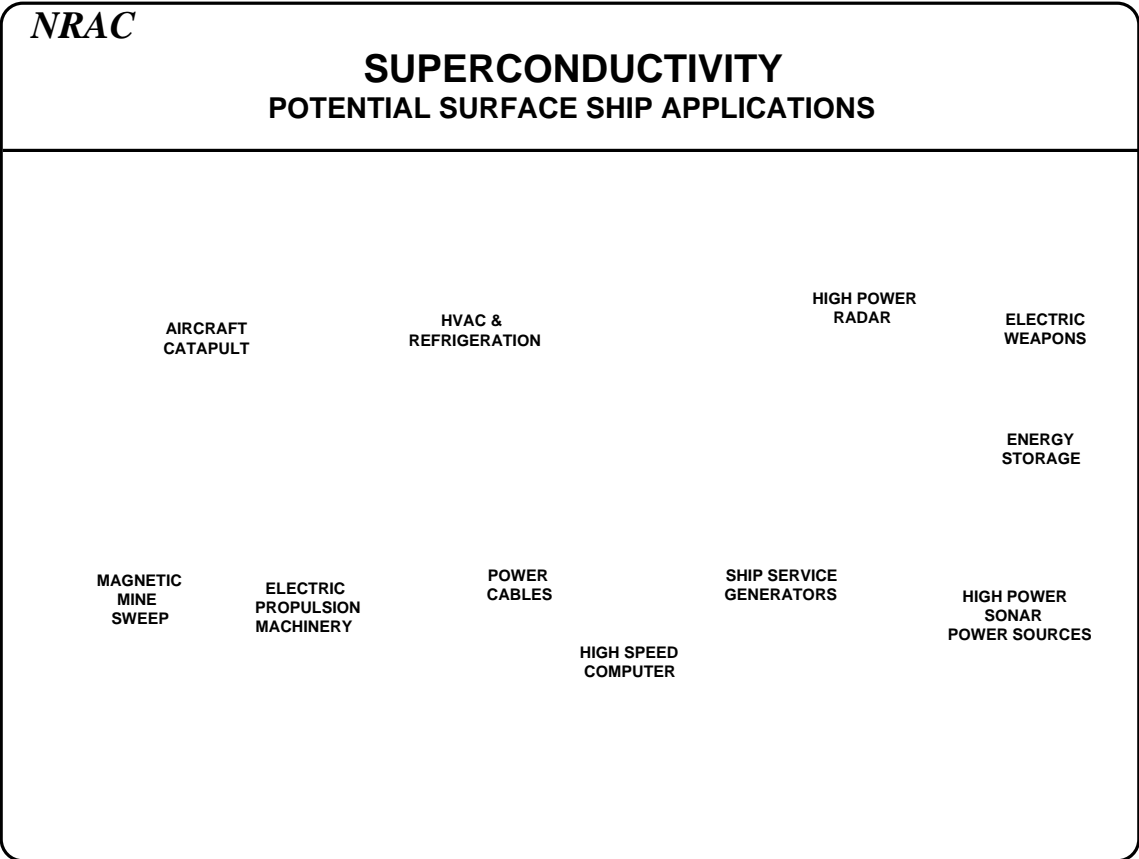 NRAC
SUPERCONDUCTIVITY
POTENTIAL SURFACE SHIP APPLICATIONS
AIRCRAFT
CATAPULT
HVAC &
REFRIGERATION
HIGH POWER
RADAR
ELECTRIC
WEAPONS
ENERGY
STORAGE
MAGNETIC
MINE
SWEEP
ELECTRIC
PROPULSION
MACHINERY
POWER
CABLES
HIGH SPEED
COMPUTER
SHIP SERVICE
GENERATORS
HIGH POWER
SONAR
POWER SOURCES